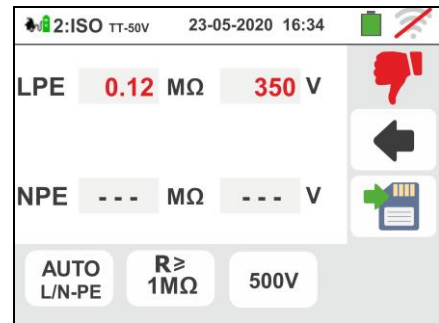 2:ISO TT-50V 23-05-2020 16:34
LPE 0.12 MΩ 350 V
NPE - - - MΩ - - - V
AUTO L/N-PE
R≥ 1MΩ
500V